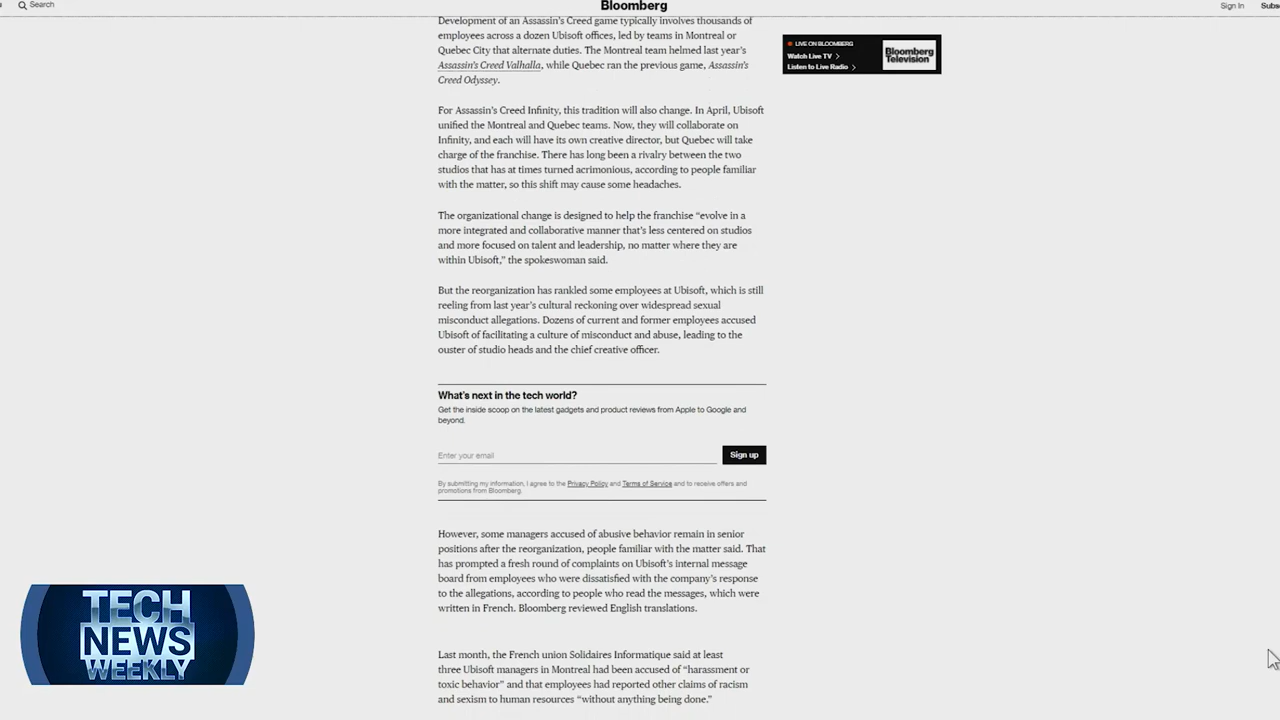 Search
Bloomberg
Sign In
Development of an Assassin's Creed game typically involves thousands of
employees across a dozen Ubisoft offices, led by teams in Montreal or
Quebec City that alternate duties. The Montreal team helmed last year's
Assassin's Creed Valhalla, while Quebec ran the previous game, Assassin's
Creed Odyssey.
LIVE ON BLOOMBERG
Watch Live TV
Listen to Live Radio
Bloomberg
Television
For Assassin's Creed Infinity, this tradition will also change. In April, Ubisoft
unified the Montreal and Quebec teams. Now, they will collaborate on
Infinity, and each will have its own creative director, but Quebec will take
charge of the franchise. There has long been a rivalry between the two
studios that has at times turned acrimonious, according to people familiar
with the matter, so this shift may cause some headaches.
The organizational change is designed to help the franchise “evolve in a
more integrated and collaborative manner that's less centered on studios
and more focused on talent and leadership, no matter where they are
within Ubisoft,” the spokeswoman said.
But the reorganization has rankled some employees at Ubisoft, which is still
reeling from last year's cultural reckoning over widespread sexual
misconduct allegations. Dozens of current and former employees accused
Ubisoft of facilitating a culture of misconduct and abuse, leading to the
ouster of studio heads and the chief creative officer.
What's next in the tech world?
Get the inside scoop on the latest gadgets and product reviews from Apple to Google and
beyond.
Enter your email
Sign up
By submitting my information, I agree to the Privacy Policy and Terms of Service and to receive offers and
promotions from Bloomberg.
However, some managers accused of abusive behavior remain in senior
positions after the reorganization, people familiar with the matter said. That
has prompted a fresh round of complaints on Ubisoft's internal message
board from employees who were dissatisfied with the company's response
to the allegations, according to people who read the messages, which were
written in French. Bloomberg reviewed English translations.
Last month, the French union Solidaires Informatique said at least
three Ubisoft managers in Montreal had been accused of “harassment or
toxic behavior” and that employees had reported other claims of racism
and sexism to human resources “without anything being done.”
TECH
NEWS
WEEKLY